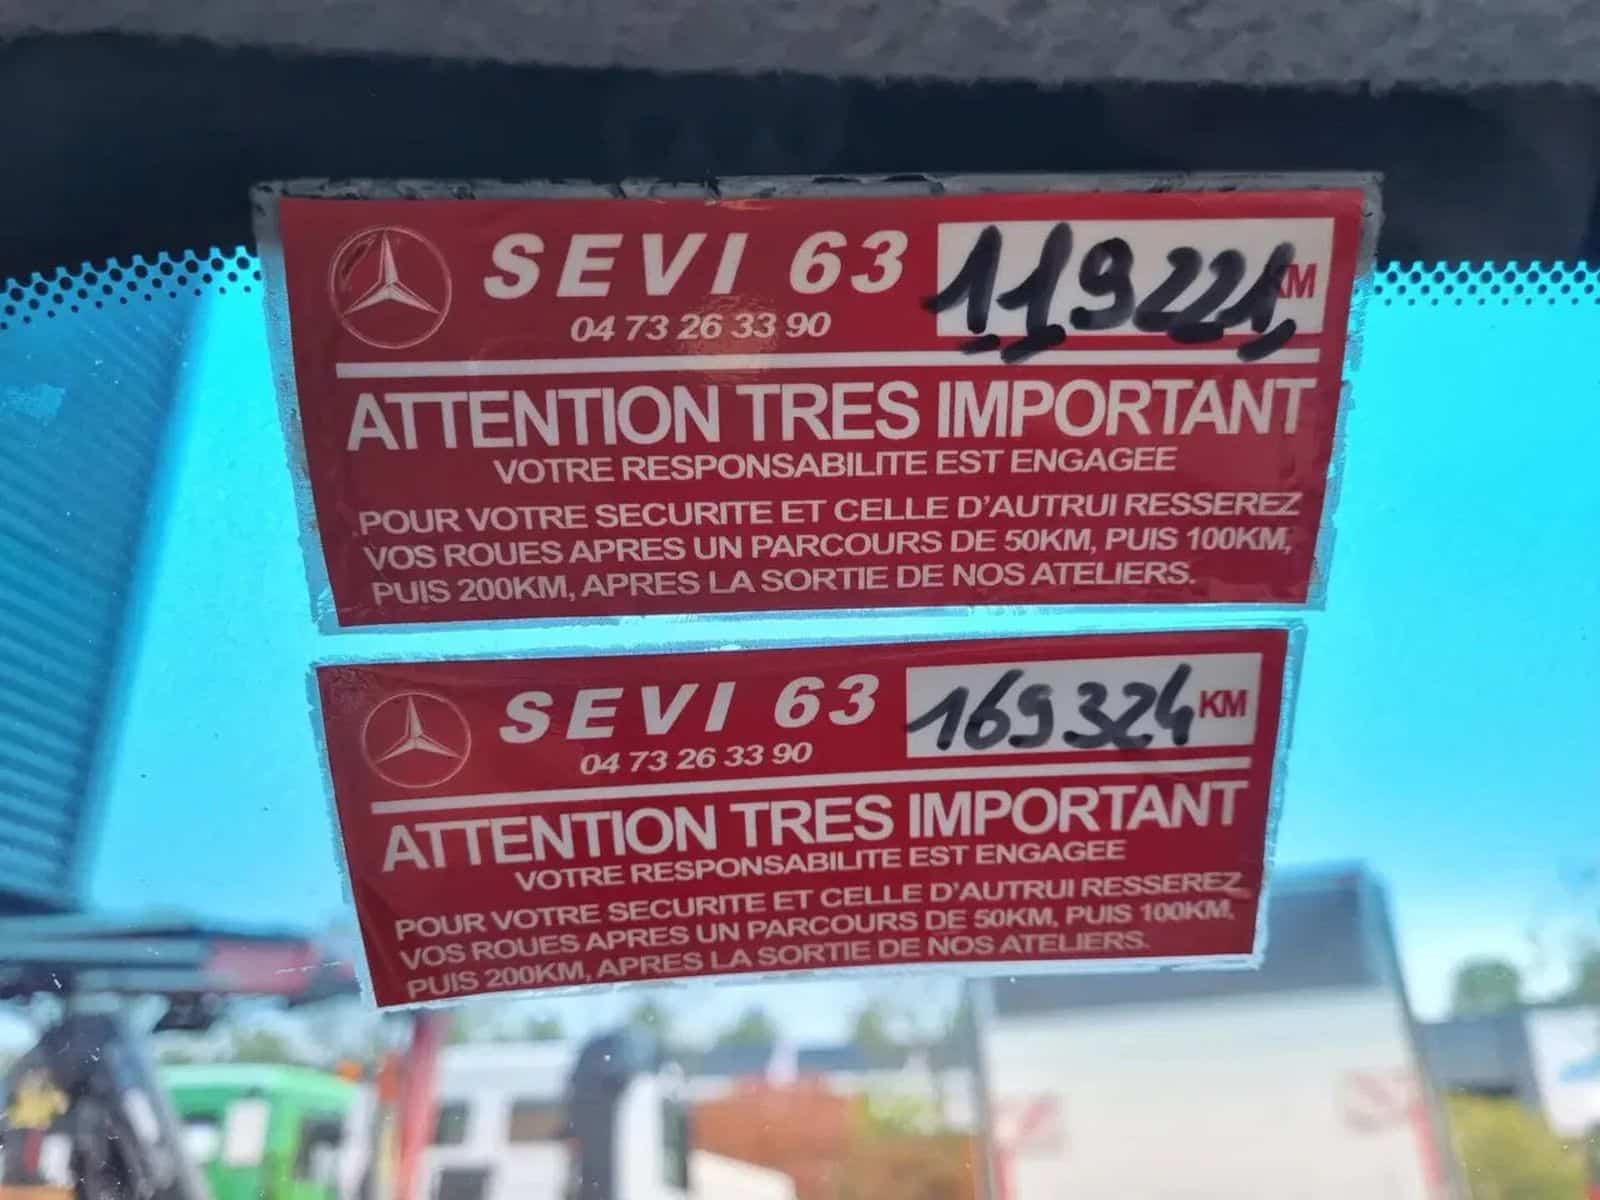 SEVI 63 119221 KM
04 73 26 33 90
ATTENTION TRES IMPORTANT
VOTRE RESPONSABILITE EST ENGAGEE
POUR VOTRE SECURITE ET CELLE D'AUTRUI RESSEREZ
VOS ROUES APRES UN PARCOURS DE 50KM, PUIS 100KM,
PUIS 200KM, APRES LA SORTIE DE NOS ATELIERS.
SEVI 63 169324 KM
04 73 26 33 90
ATTENTION TRES IMPORTANT
VOTRE RESPONSABILITE EST ENGAGEE
POUR VOTRE SECURITE ET CELLE D'AUTRUI RESSEREZ
VOS ROUES APRES UN PARCOURS DE 50KM, PUIS 100KM,
PUIS 200KM, APRES LA SORTIE DE NOS ATELIERS.